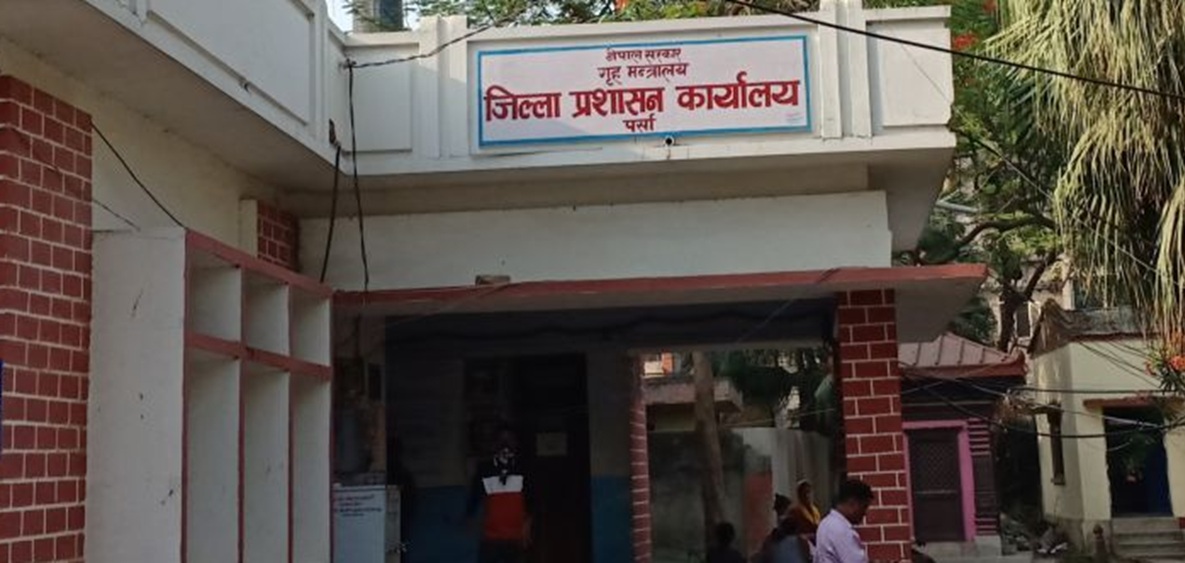 नेपाल सरकार
गृह मन्त्रालय
जिल्ला प्रशासन कार्यालय
पर्सा